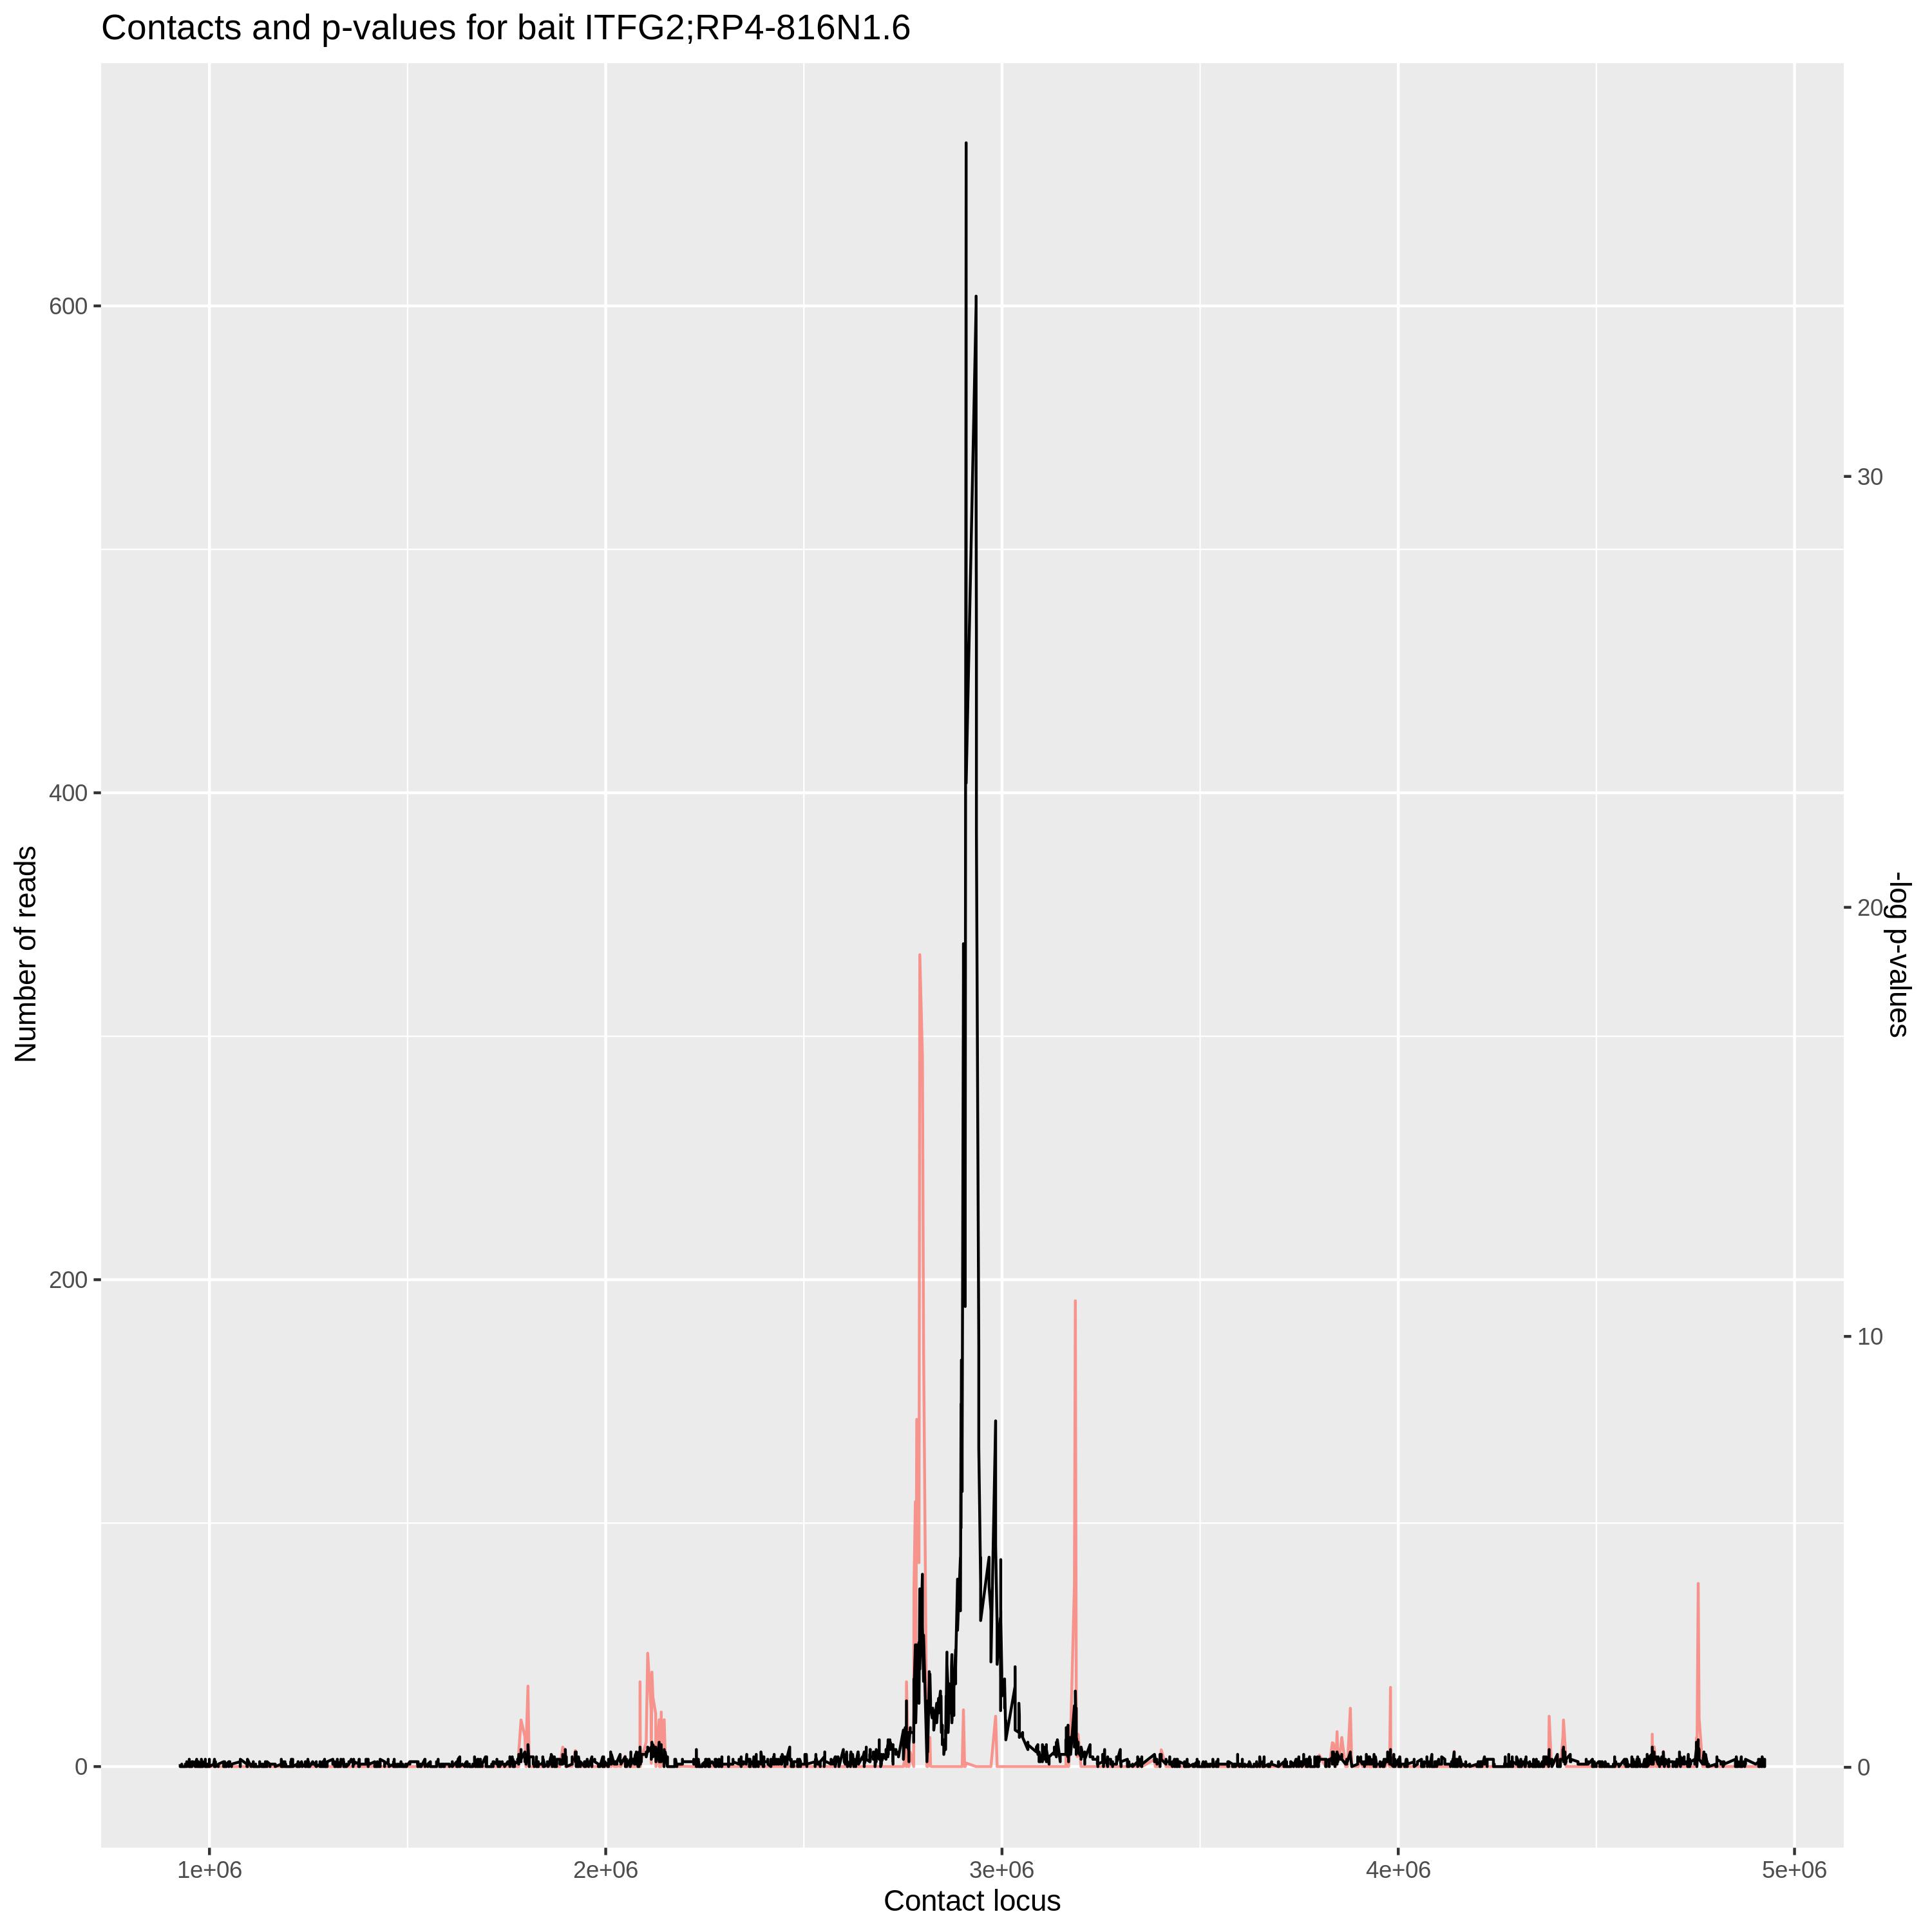 Contacts and p-values for bait ITFG2;RP4-816N1.6
600
400
200
0
Number of reads
30
20
10
0
-log p-values
1e+06
2e+06
3e+06
4e+06
5e+06
Contact locus